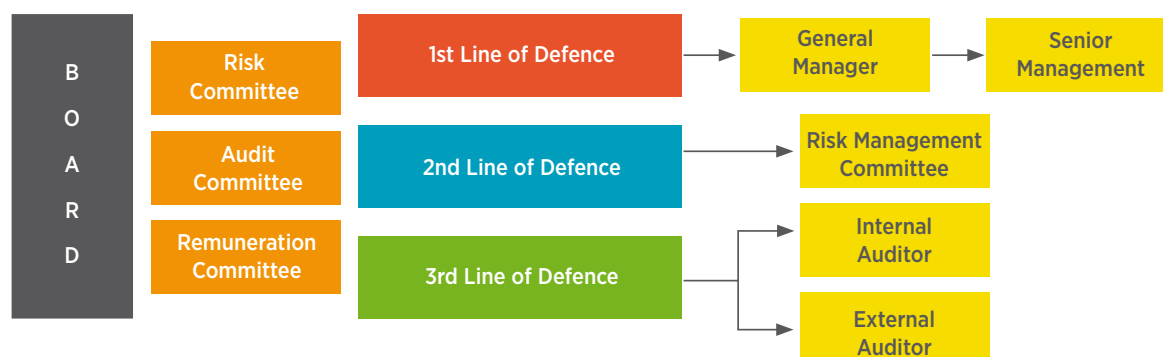 BOARD
Risk
Committee
Audit
Committee
Remuneration
Committee
1st Line of Defence
2nd Line of Defence
3rd Line of Defence
General
Manager
Senior
Management
Risk Management
Committee
Internal
Auditor
External
Auditor